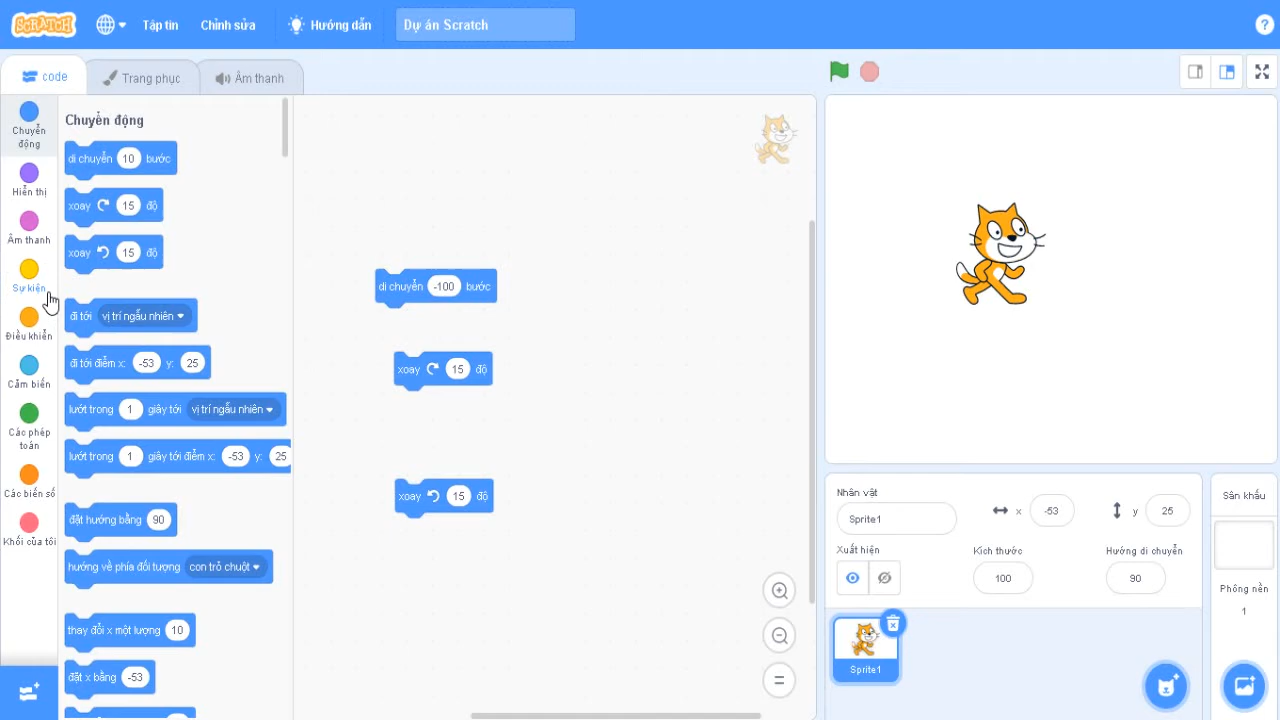 SCRATCH
Tập tin
Chỉnh sửa
Hướng dẫn
Dự án Scratch
?
code
Trang phục
Âm thanh
Chuyển động
Hiển thị
Âm thanh
Sự kiện
Điều khiển
Cảm biến
Các phép toán
Các biến số
Khối của tôi
Chuyển động
di chuyển 10 bước
xoay 15 độ
xoay 15 độ
đi tới vị trí ngẫu nhiên
đi tới điểm x: -53 y: 25
lướt trong 1 giây tới vị trí ngẫu nhiên
lướt trong 1 giây tới điểm x: -53 y: 25
đặt hướng bằng 90
hướng về phía đối tượng con trỏ chuột
thay đổi x một lượng 10
đặt x bằng -53
di chuyển -100 bước
xoay 15 độ
xoay 15 độ
Nhân vật
Sprite1
x -53
y 25
Xuất hiện
Kích thước
100
Hướng di chuyển
90
Sprite1
Sân khấu
Phông nền
1